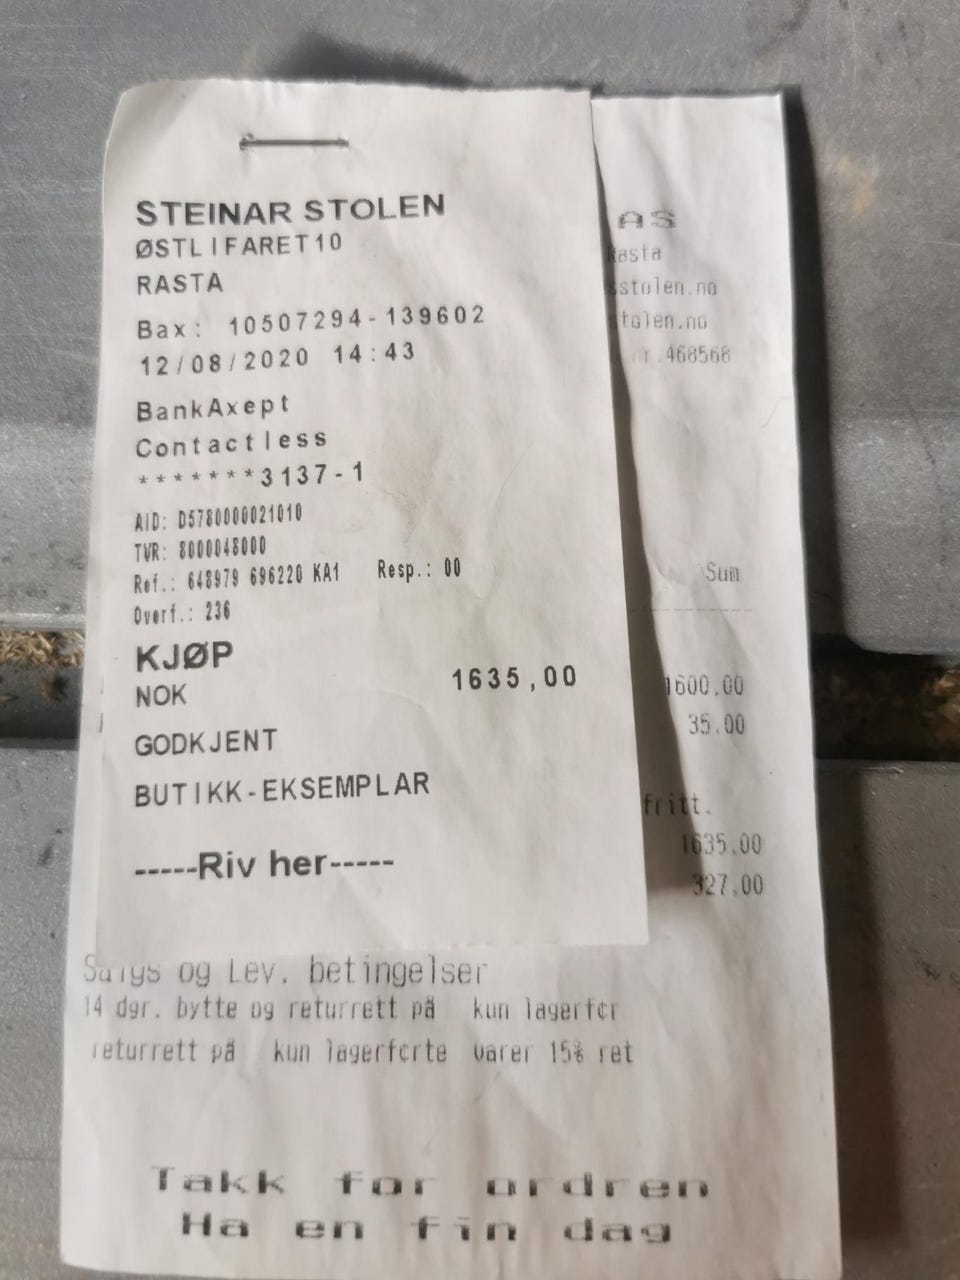 STEINAR STOLEN
ØSTLIFARET10
RASTA
Bax: 10507294-139602
12/08/2020 14:43
BankAxept
Contactless
*******3137-1
AID: D5780000021010
TVR: 8000048000
Ref.: 648979 696220 KA1 Resp.: 00
Overf.: 236
KJØP
NOK 1635,00
GODKJENT
BUTIKK-EKSEMPLAR
-----Riv her-----
AS
Rasta
sstolen.no
stolen.no
nr.468568
Sum
1600.00
35.00
fritt.
1635.00
327.00
Salgs og Lev. betingelser
14 dgr. bytte og returrett på kun lagerfør
returrett på kun lagerførte varer 15% ret
Takk for ordren
Ha en fin dag